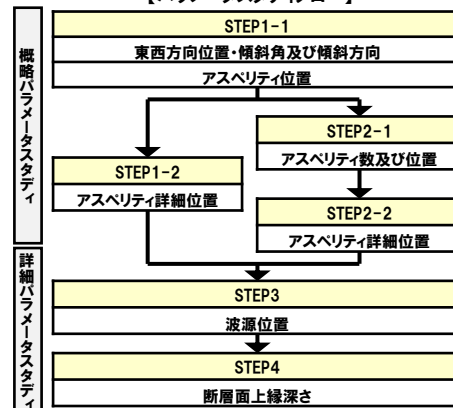 STEP1-1
東西方向位置・傾斜角及び傾斜方向
アスペリティ位置
概略パラメータスタディ
STEP2-1
アスペリティ数及び位置
STEP1-2
アスペリティ詳細位置
STEP2-2
アスペリティ詳細位置
詳細パラメータスタディ
STEP3
波源位置
STEP4
断層面上縁深さ